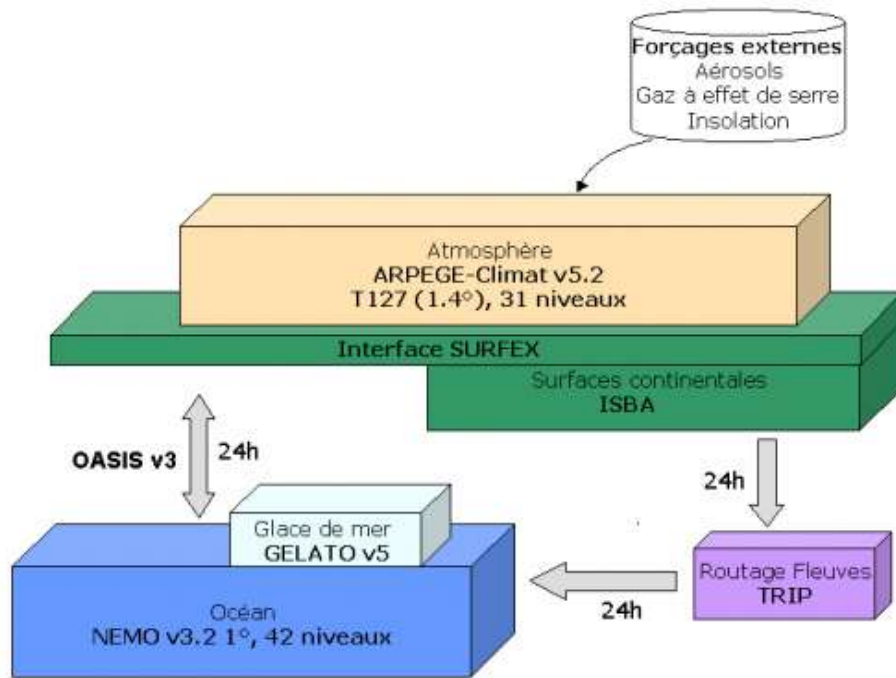 Forçages externes
Aérosols
Gaz à effet de serre
Insolation
Atmosphère
ARPEGE-Climat v5.2
T127 (1.4°), 31 niveaux
Interface SURFEX
Surfaces continentales
ISBA
OASIS v3
24h
24h
Glace de mer
GELATO v5
Routage Fleuves
TRIP
24h
Océan
NEMO v3.2 1°, 42 niveaux